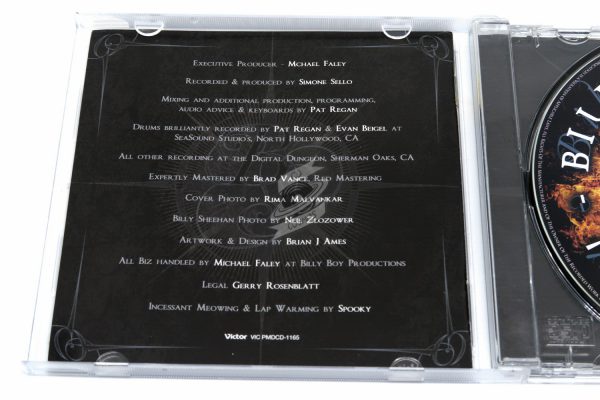 Executive Producer - Mchael Faley
Recorded & produced by Simone Sello
Mixing and additional production, programming,
audio advice & keyboards by Pat Regan
Drums brilliantly recorded by Pat Regan & Evan Beigel at
SeaSound Studio's, North Hollywood, CA
All other recording at the Digital Dungeon, Sherman Oaks, CA
Expertly Mastered by Brad Vance, Red Mastering
Cover Photo by Rima Malvankar
Billy Sheehan Photo by Neil Zlozower
Artwork & Design by Brian J Ames
All Biz handled by Michael Faley at Billy Boy Productions
Legal Gerry Rosenblatt
Incessant Meowing & Lap Warming by Spooky
Victor VIC PMDCD-1165